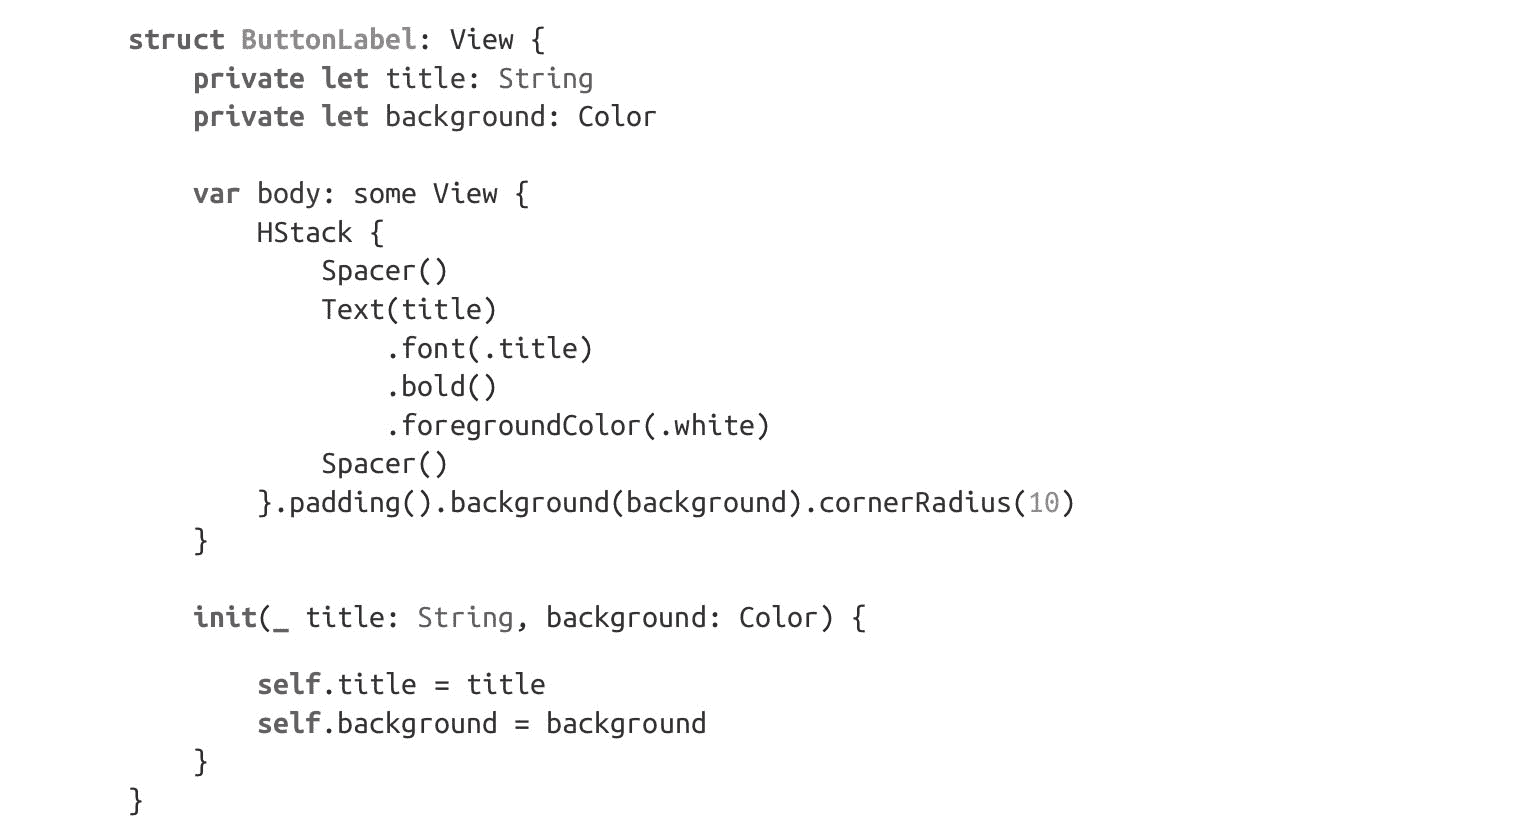 struct ButtonLabel: View {
    private let title: String
    private let background: Color

    var body: some View {
        HStack {
            Spacer()
            Text(title)
                .font(.title)
                .bold()
                .foregroundColor(.white)
            Spacer()
        }.padding().background(background).cornerRadius(10)
    }

    init(_ title: String, background: Color) {

        self.title = title
        self.background = background
    }
}